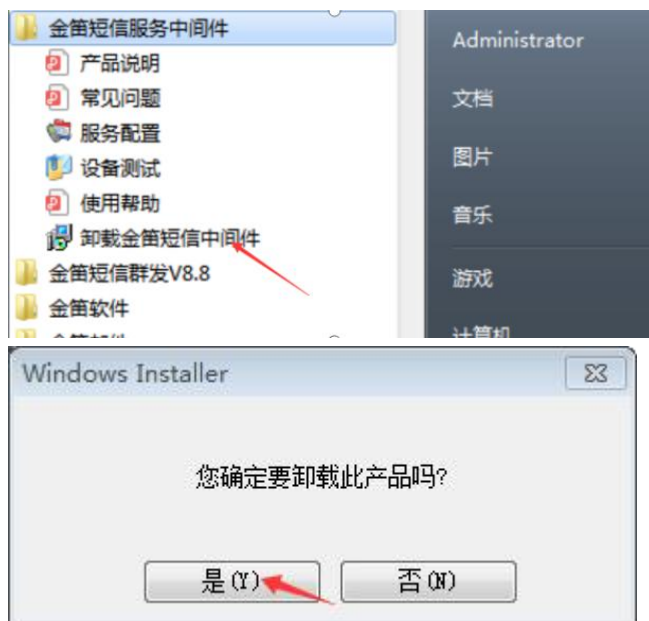 金笛短信服务中间件
产品说明
常见问题
服务配置
设备测试
使用帮助
卸载金笛短信中间件
金笛短信群发V8.8
金笛软件
Administrator
文档
图片
音乐
游戏
计算机
Windows Installer
您确定要卸载此产品吗?
是(Y)
否(N)